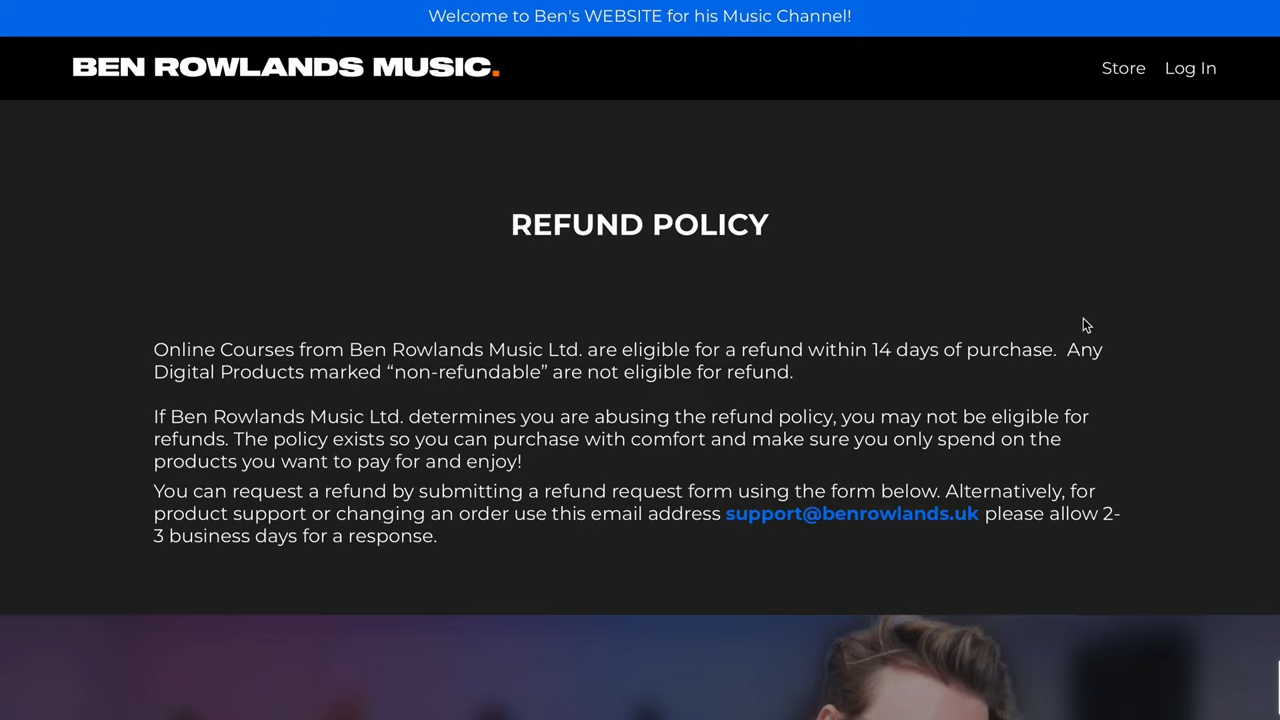 Welcome to Ben's WEBSITE for his Music Channel!
BEN ROWLANDS MUSIC.
Store
Log In
REFUND POLICY
Online Courses from Ben Rowlands Music Ltd. are eligible for a refund within 14 days of purchase.  Any
Digital Products marked “non-refundable” are not eligible for refund.
If Ben Rowlands Music Ltd. determines you are abusing the refund policy, you may not be eligible for
refunds. The policy exists so you can purchase with comfort and make sure you only spend on the
products you want to pay for and enjoy!
You can request a refund by submitting a refund request form using the form below. Alternatively, for
product support or changing an order use this email address support@benrowlands.uk please allow 2-
3 business days for a response.